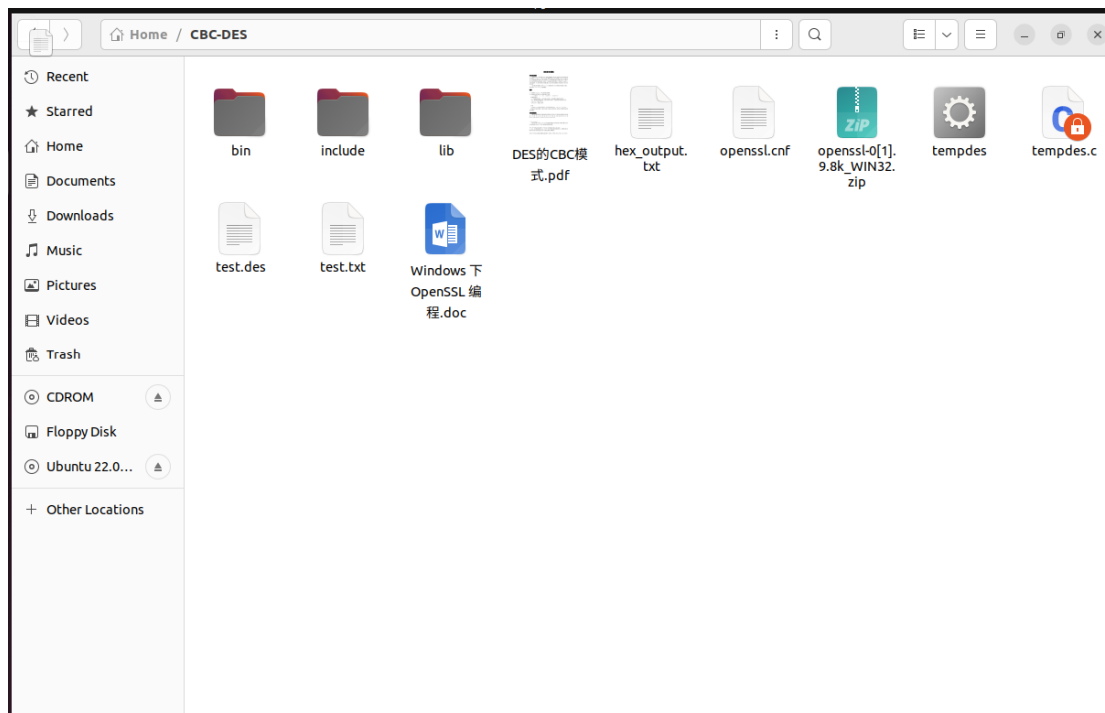 Home / CBC-DES
Recent
Starred
Home
Documents
Downloads
Music
Pictures
Videos
Trash
CDROM
Floppy Disk
Ubuntu 22.0...
+ Other Locations
bin
include
lib
DES的CBC模
式.pdf
hex_output.
txt
openssl.cnf
ZIP
openssl-0[1].
9.8k_WIN32.
zip
tempdes
C
tempdes.c
test.des
test.txt
W
Windows 下
OpenSSL 编
程.doc